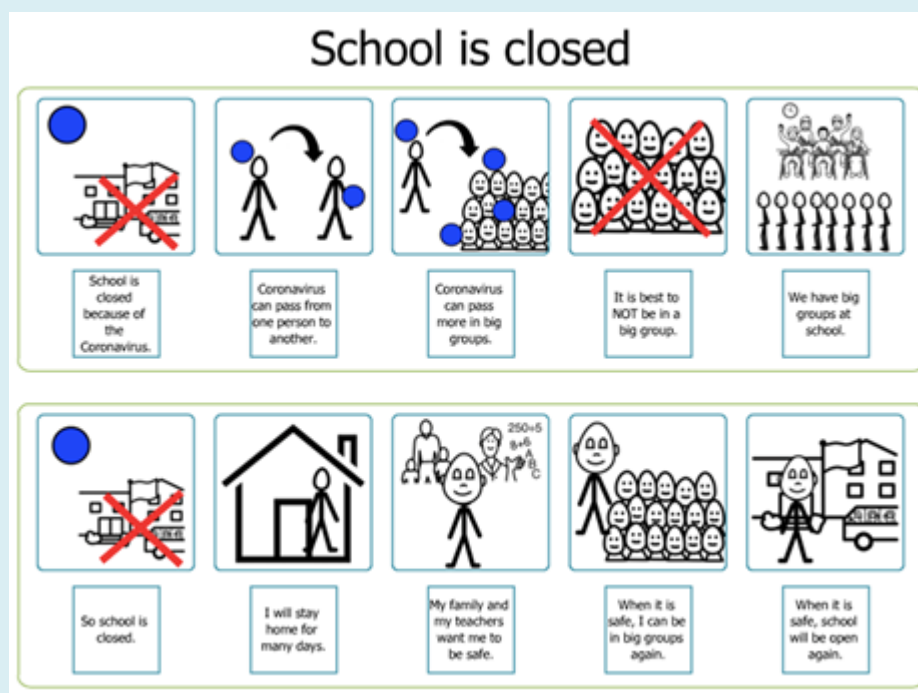 School is closed
School is
closed
because of
the
Coronavirus.
Coronavirus
can pass from
one person to
another.
Coronavirus
can pass
more in big
groups.
It is best to
NOT be in a
big group.
We have big
groups at
school.
250÷5
8+6
A
B
C
So school is
closed.
I will stay
home for
many days.
My family and
my teachers
want me to
be safe.
When it is
safe, I can be
in big groups
again.
When it is
safe, school
will be open
again.